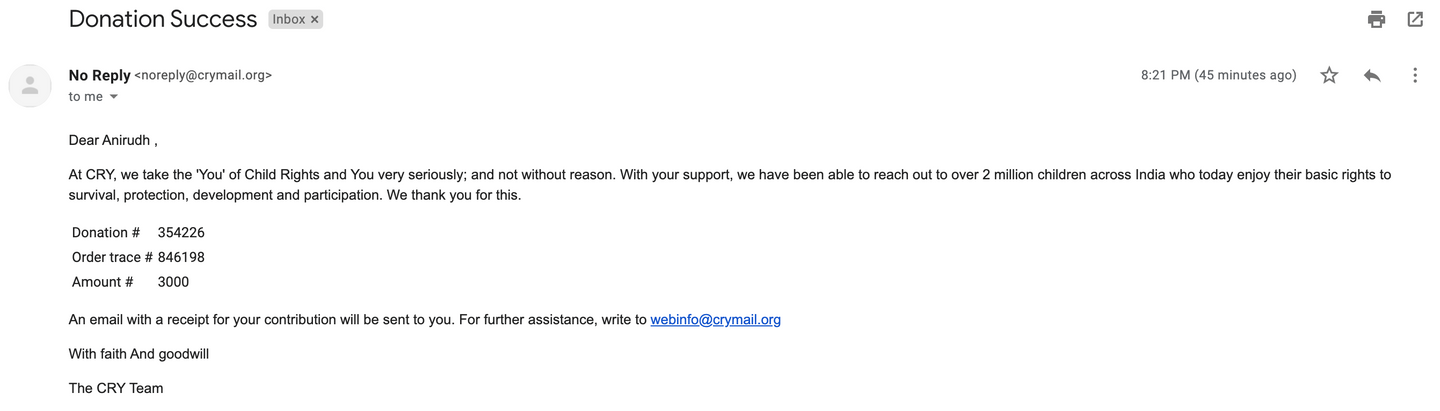 Donation Success Inbox ×
No Reply <noreply@crymail.org> 8:21 PM (45 minutes ago)
to me
Dear Anirudh ,
At CRY, we take the 'You' of Child Rights and You very seriously; and not without reason. With your support, we have been able to reach out to over 2 million children across India who today enjoy their basic rights to
survival, protection, development and participation. We thank you for this.
Donation # 354226
Order trace # 846198
Amount # 3000
An email with a receipt for your contribution will be sent to you. For further assistance, write to webinfo@crymail.org
With faith And goodwill
The CRY Team